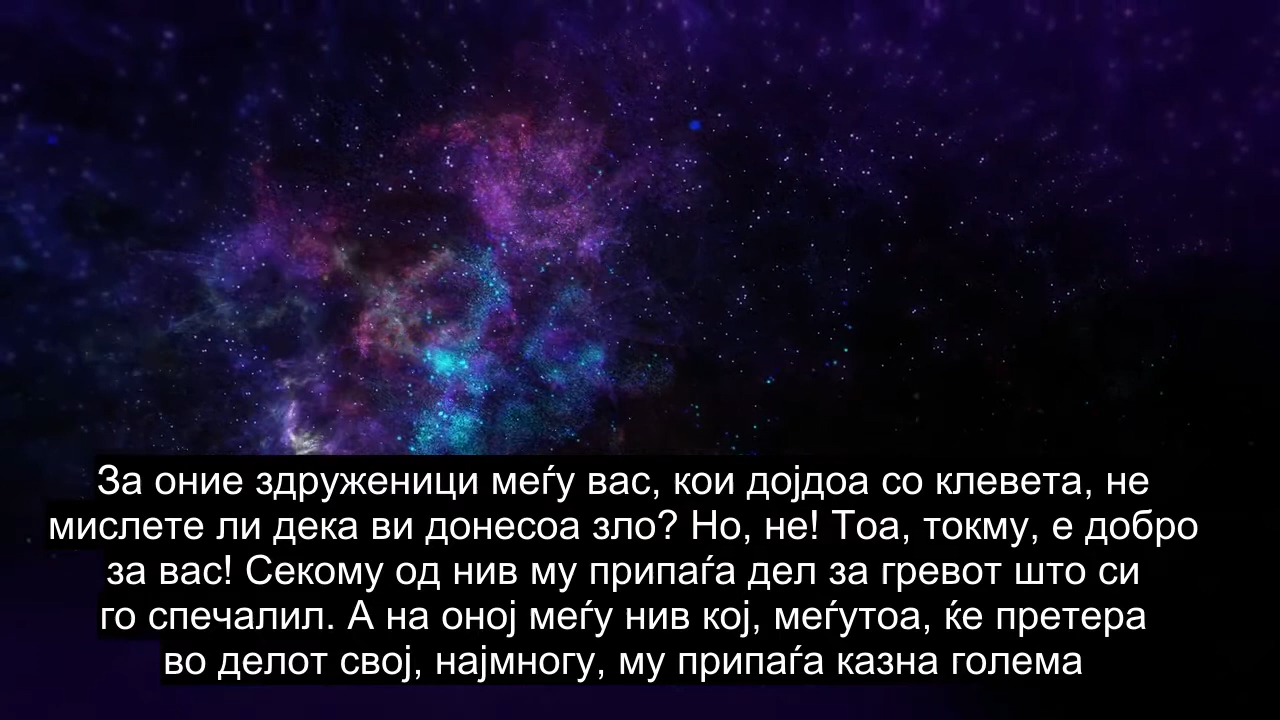 За оние здруженици меѓу вас, кои дојдоа со клевета, не
мислете ли дека ви донесоа зло? Но, не! Тоа, токму, е добро
за вас! Секому од нив му припаѓа дел за гревот што си
го спечалил. А на оној меѓу нив кој, меѓутоа, ќе претера
во делот свој, најмногу, му припаѓа казна голема